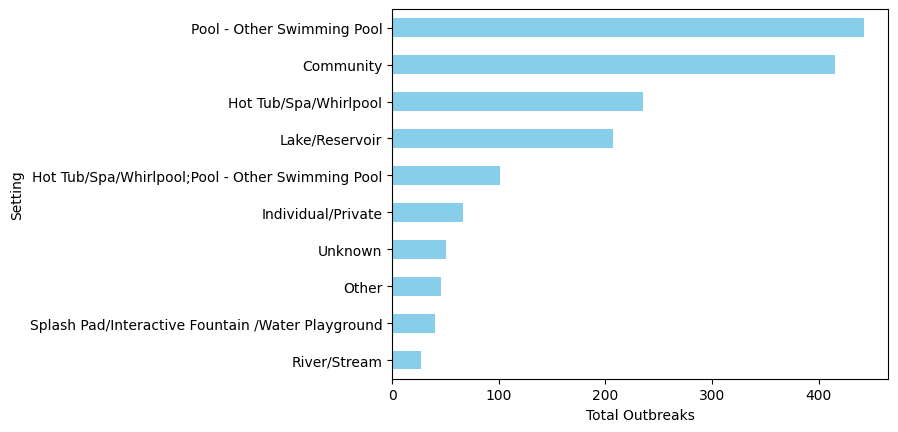 Pool - Other Swimming Pool
Community
Hot Tub/Spa/Whirlpool
Lake/Reservoir
Hot Tub/Spa/Whirlpool;Pool - Other Swimming Pool
Individual/Private
Unknown
Other
Splash Pad/Interactive Fountain /Water Playground
River/Stream
Setting
0 100 200 300 400
Total Outbreaks